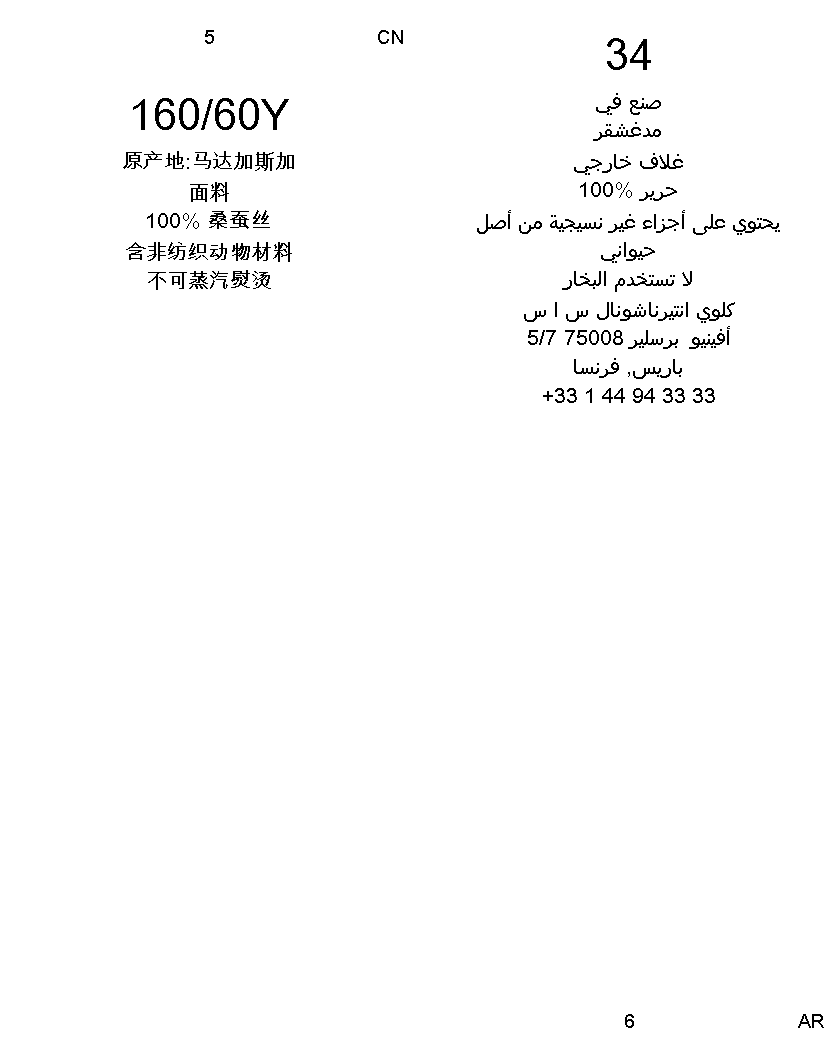 5
CN
160/60Y
原产地:马达加斯加
面料
100% 桑蚕丝
含非纺织动物材料
不可蒸汽熨烫
34
صنع في
مدغشقر
غلاف خارجي
حرير %100
يحتوي على أجزاء غير نسيجية من أصل
حيواني
لا تستخدم البخار
كلوي انتيرناشونال س ا س
أفينيو برسلير 75008 5/7
باريس, فرنسا
+33 1 44 94 33 33
6
AR